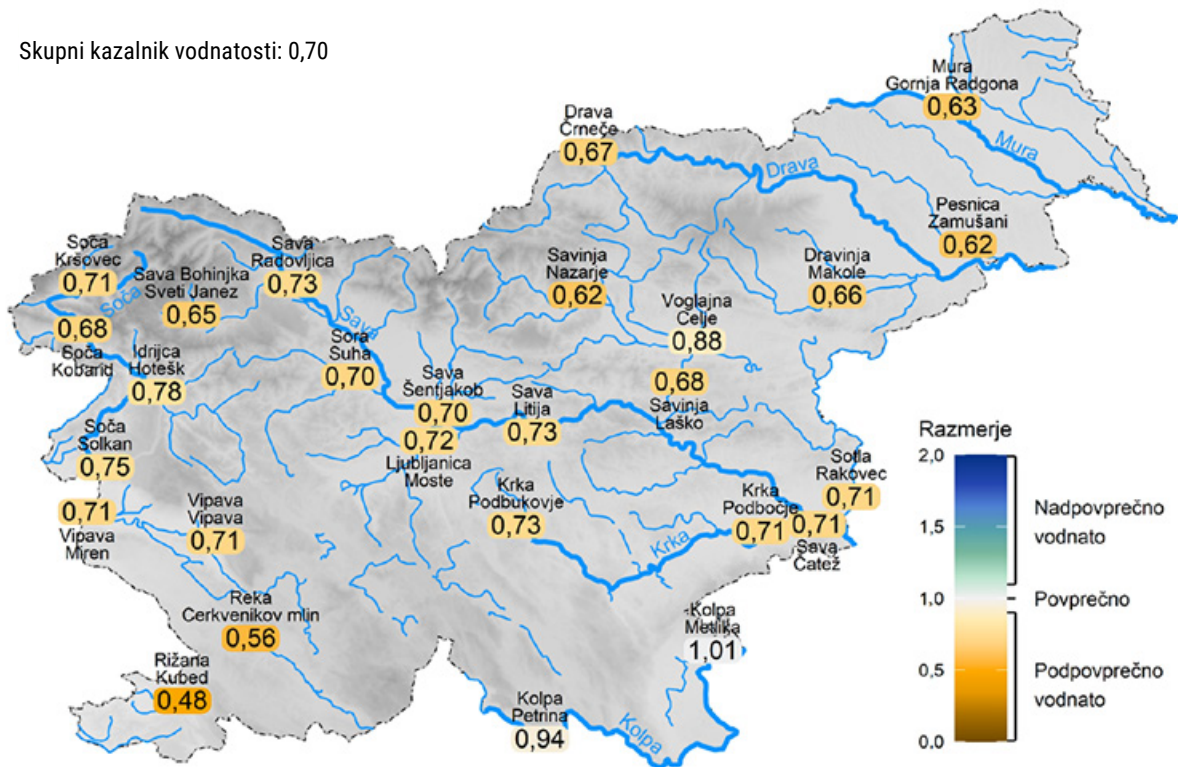 Skupni kazalnik vodnatosti: 0,70
Mura
Gornja Radgona
0,63
Mura
Drava
Črneče
0,67
Drava
Pesnica
Zamušani
0,62
Soča
Kršovec
0,71
Soča
Sava Bohinjka
Sveti Janez
0,65
Sava
Radovljica
0,73
Sava
Savinja
Nazarje
0,62
Dravinja
Makole
0,66
Voglajna
Celje
0,88
0,68
Soča
Kobarid
Idrijca
Hotešk
0,78
Sora
Suha
0,70
Sava
Šentjakob
0,70
0,72
Ljubljanica
Moste
Sava
Litija
0,73
0,68
Savinja
Laško
Soča
Solkan
0,75
0,71
Vipava
Miren
Vipava
Vipava
0,71
Krka
Podbukovje
0,73
Krka
Krka
Podbočje
0,71
0,71
Sava
Čatež
Sotla
Rakovec
0,71
Reka
Cerkvenikov mlin
0,56
Rižana
Kubed
0,48
Kolpa
Metlika
1,01
Kolpa
Petrina
0,94
Kolpa
Razmerje
2,0
1,5
1,0
0,5
0.0
Nadpovprečno
vodnato
Povprečno
Podpovprečno
vodnato